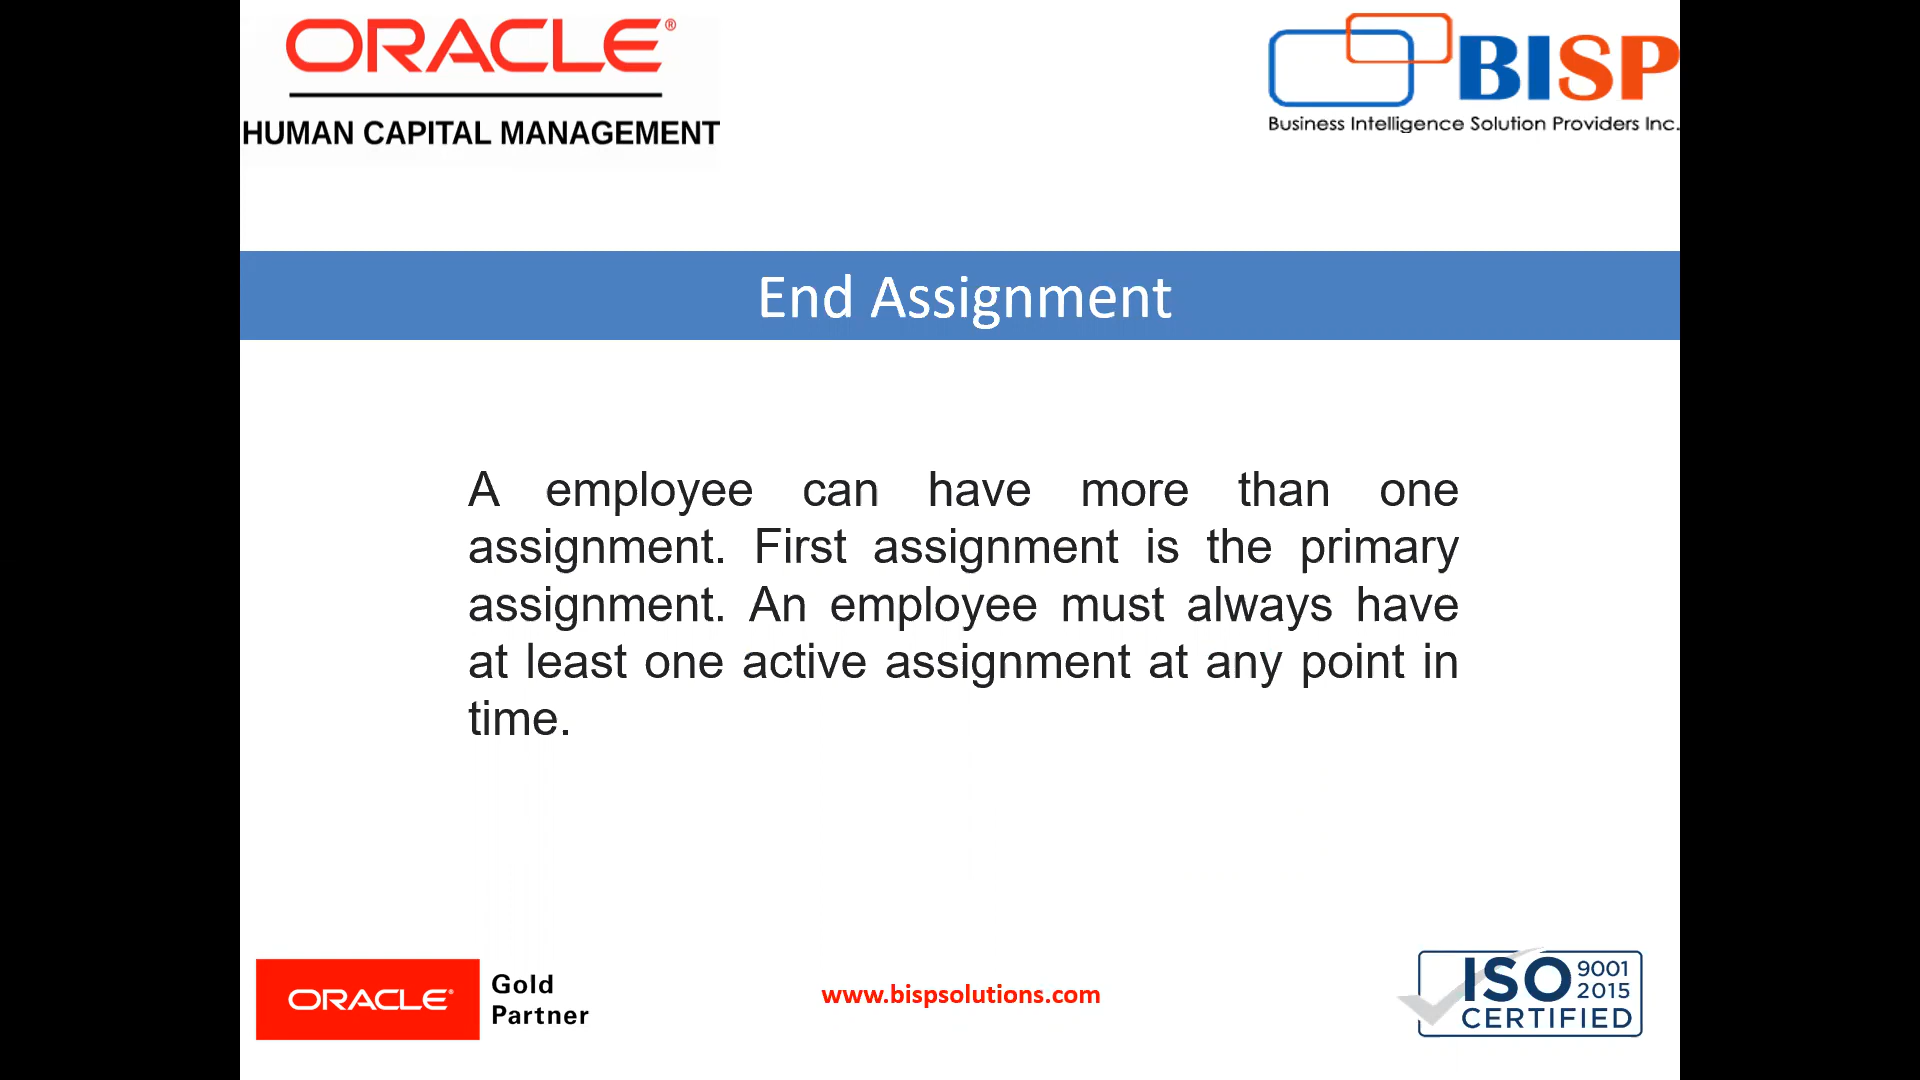 ORACLE®
HUMAN CAPITAL MANAGEMENT
BISP
Business Intelligence Solution Providers Inc.
End Assignment
A employee can have more than one
assignment. First assignment is the primary
assignment. An employee must always have
at least one active assignment at any point in
time.
ORACLE®
Gold
Partner
www.bispsolutions.com
ISO 9001
2015
CERTIFIED